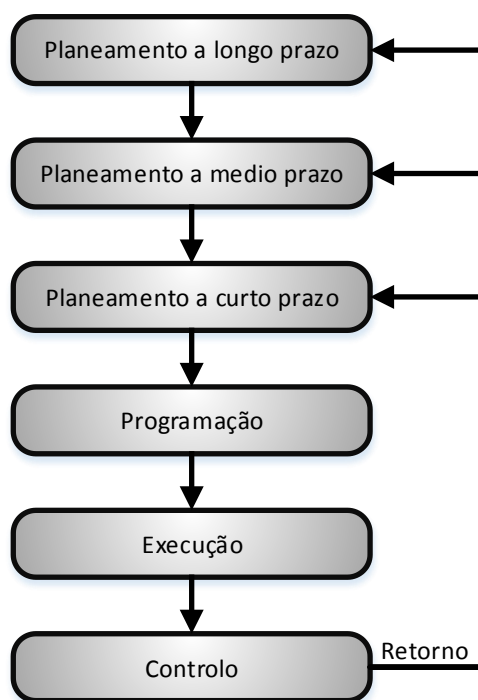 Planeamento a longo prazo
Planeamento a medio prazo
Planeamento a curto prazo
Programação
Execução
Controlo
Retorno